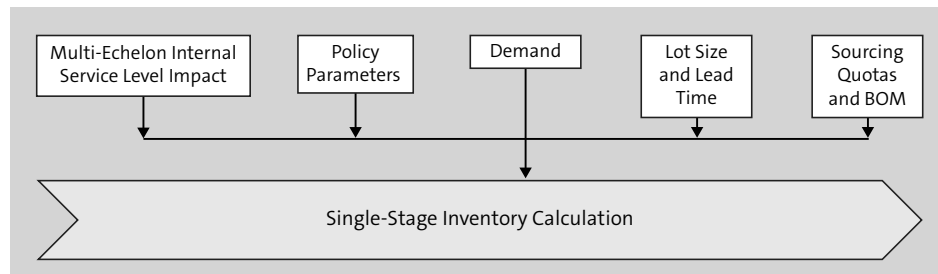 Multi-Echelon Internal
Service Level Impact
Policy
Parameters
Demand
Lot Size
and Lead
Time
Sourcing
Quotas
and BOM
Single-Stage Inventory Calculation